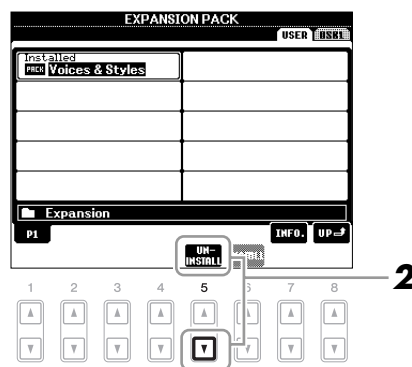 EXPANSION PACK
USER USB1
Installed
PACK Voices & Styles
Expansion
P1 INFO. UP
UN-
INSTALL
2
1 2 3 4 5 6 7 8